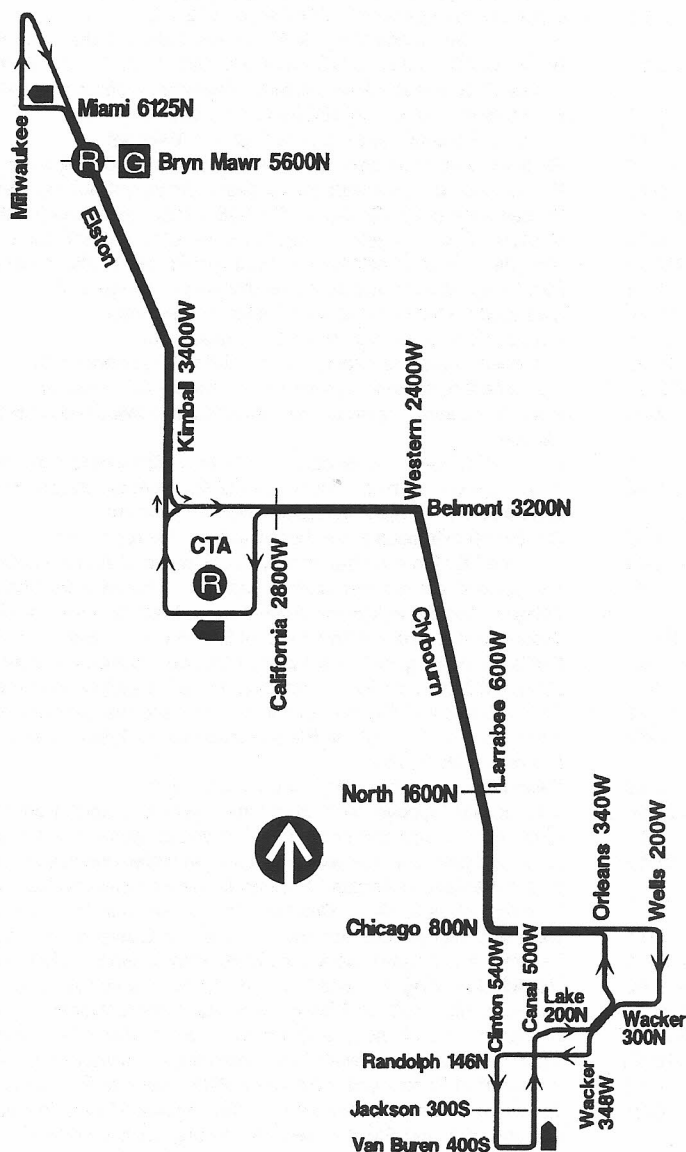 Milwaukee
Miami 6125N
R
G
Bryn Mawr 5600N
Elston
Kimball 3400W
Western 2400W
Belmont 3200N
CTA
R
California 2800W
Clybourn
Larrabee 600W
North 1600N
Orleans 340W
Wells 200W
Chicago 800N
Clinton 540W
Canal 500W
Lake
200N
Wacker
300N
Randolph 146N
Wacker
348W
Jackson 300S
Van Buren 400S